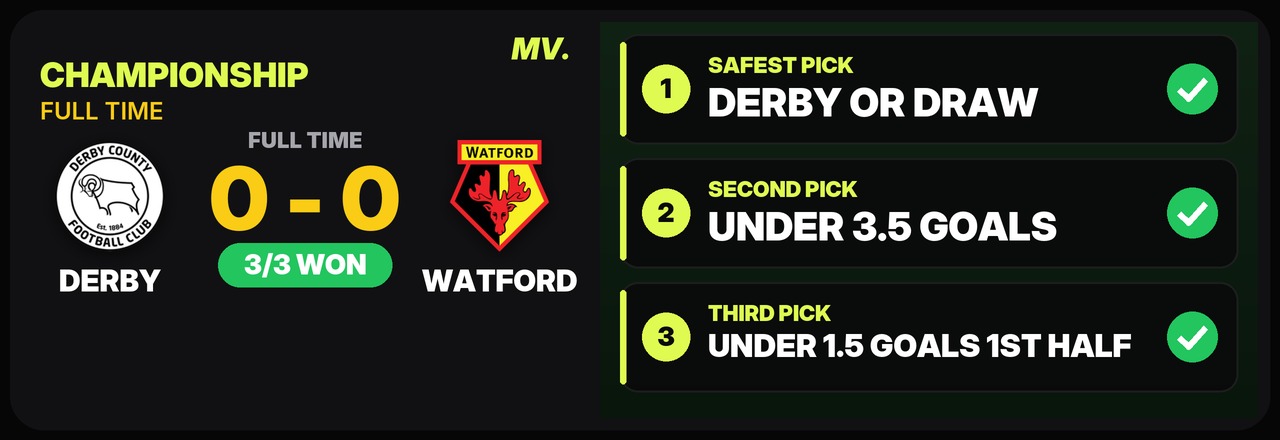 MV.
CHAMPIONSHIP
FULL TIME
FULL TIME
0 - 0
3/3 WON
DERBY COUNTY
Est. 1884
FOOTBALL CLUB
DERBY
WATFORD
WATFORD
1
SAFEST PICK
DERBY OR DRAW
2
SECOND PICK
UNDER 3.5 GOALS
3
THIRD PICK
UNDER 1.5 GOALS 1ST HALF